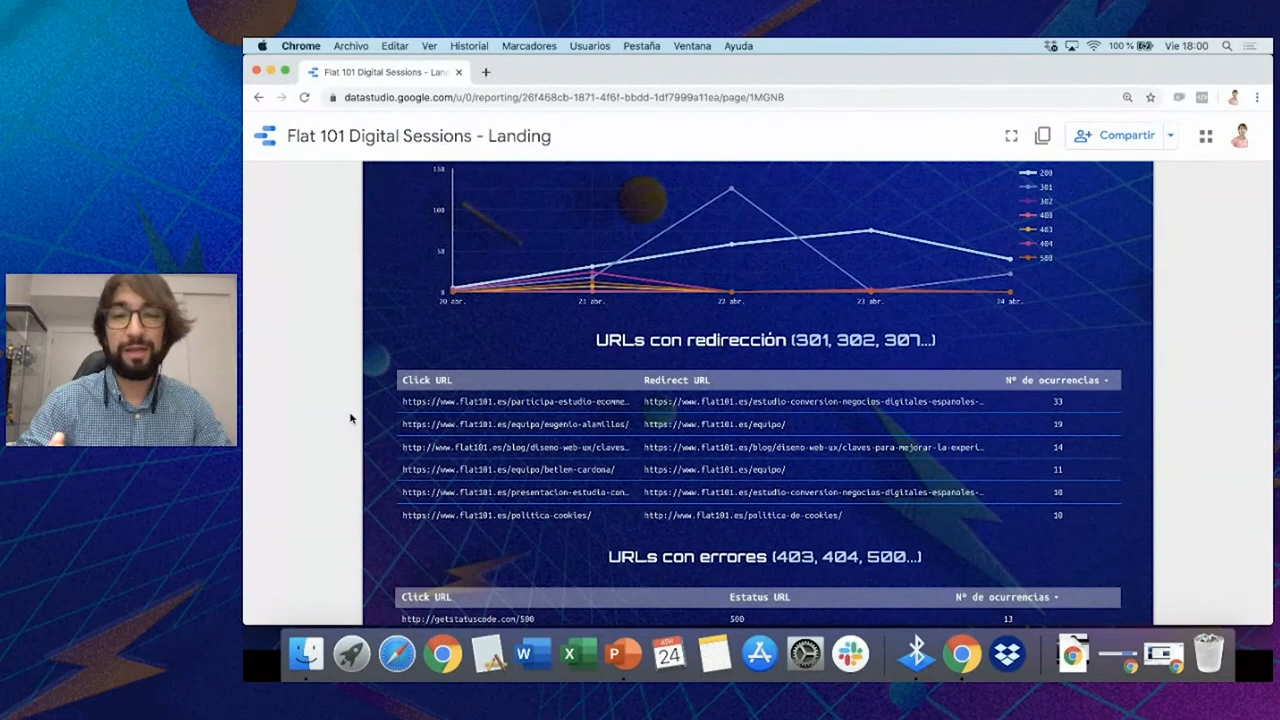 Chrome Archivo Editar Ver Historial Marcadores Usuarios Pestaña Ventana Ayuda 100 % Vie 18:00
Flat 101 Digital Sessions - Lan
datastudio.google.com/u/0/reporting/26f468cb-1871-4f6f-bbdd-1df7999a11ea/page/1MGNB
Flat 101 Digital Sessions - Landing
Compartir
150
100
50
0
20 abr. 21 abr. 22 abr. 23 abr. 24 abr.
200
301
302
400
403
404
500
URLs con redirección (301, 302, 307...)
Click URL Redirect URL Nº de ocurrencias
https://www.flat101.es/participa-estudio-ecomme... https://www.flat101.es/estudio-conversion-negocios-digitales-espanoles-... 33
https://www.flat101.es/equipo/eugenio-alamillos/ https://www.flat101.es/equipo/ 19
http://www.flat101.es/blog/diseno-web-ux/claves... https://www.flat101.es/blog/diseno-web-ux/claves-para-mejorar-la-experi... 14
https://www.flat101.es/equipo/betlem-cardona/ https://www.flat101.es/equipo/ 11
https://www.flat101.es/presentacion-estudio-con... https://www.flat101.es/estudio-conversion-negocios-digitales-espanoles-... 10
https://www.flat101.es/politica-cookies/ http://www.flat101.es/politica-de-cookies/ 10
URLs con errores (403, 404, 500...)
Click URL Estatus URL Nº de ocurrencias
http://getstatuscode.com/500 500 13
W X P 24